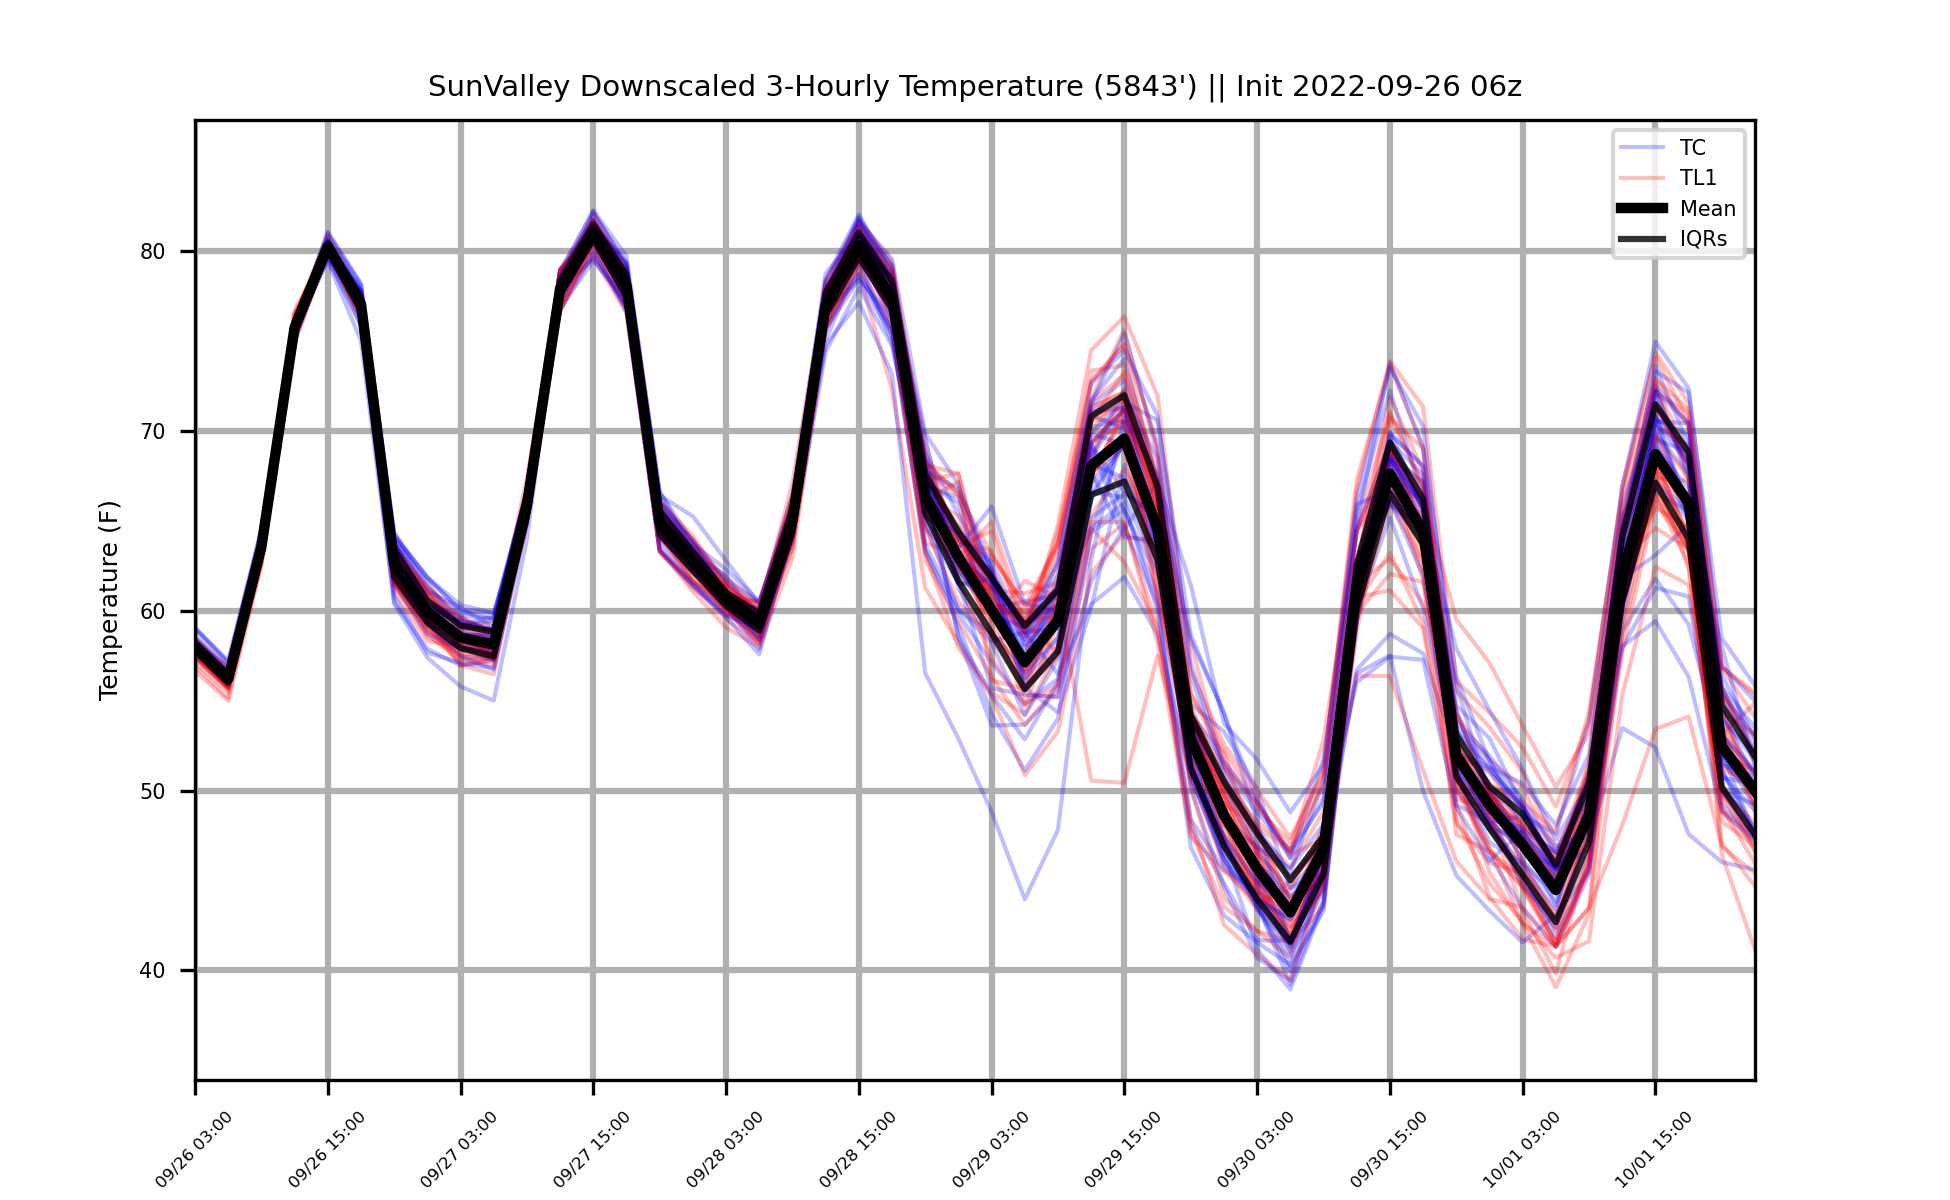 SunValley Downscaled 3-Hourly Temperature (5843') || Init 2022-09-26 06z
TC
TL1
Mean
IQRs
Temperature (F)
80
70
60
50
40
09/26 03:00
09/26 15:00
09/27 03:00
09/27 15:00
09/28 03:00
09/28 15:00
09/29 03:00
09/29 15:00
09/30 03:00
09/30 15:00
10/01 03:00
10/01 15:00